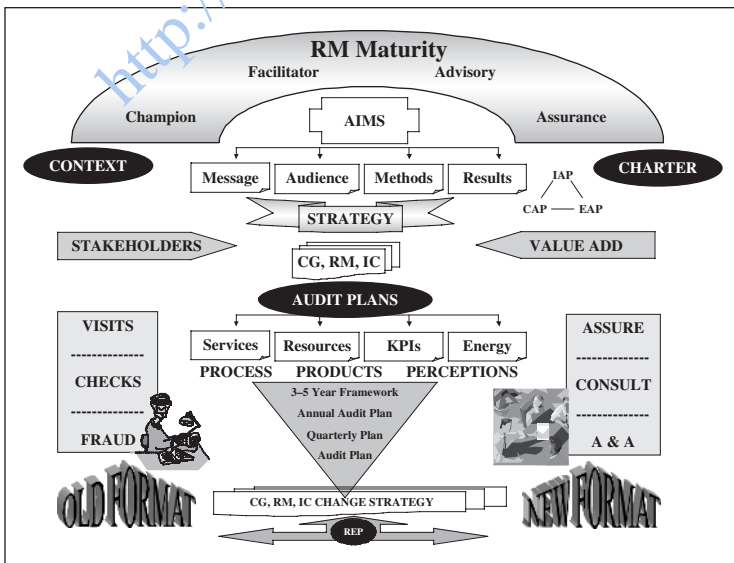 http:/
RM Maturity
Facilitator Advisory
Champion Assurance
AIMS
CONTEXT CHARTER
Message Audience Methods Results
IAP
CAP EAP
STRATEGY
STAKEHOLDERS VALUE ADD
CG, RM, IC
AUDIT PLANS
VISITS
CHECKS
FRAUD
Services Resources KPIs Energy
PROCESS PRODUCTS PERCEPTIONS
3–5 Year Framework
Annual Audit Plan
Quarterly Plan
Audit Plan
ASSURE
CONSULT
A & A
OLD FORMAT
CG, RM, IC CHANGE STRATEGY
NEW FORMAT
REP